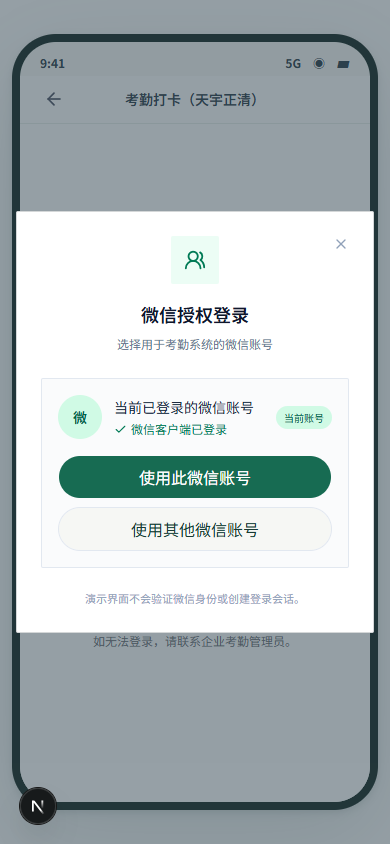 9:41
5G
考勤打卡（天宇正清）
微信授权登录
选择用于考勤系统的微信账号
微
当前已登录的微信账号
微信客户端已登录
当前账号
使用此微信账号
使用其他微信账号
演示界面不会验证微信身份或创建登录会话。
如无法登录，请联系企业考勤管理员。
N